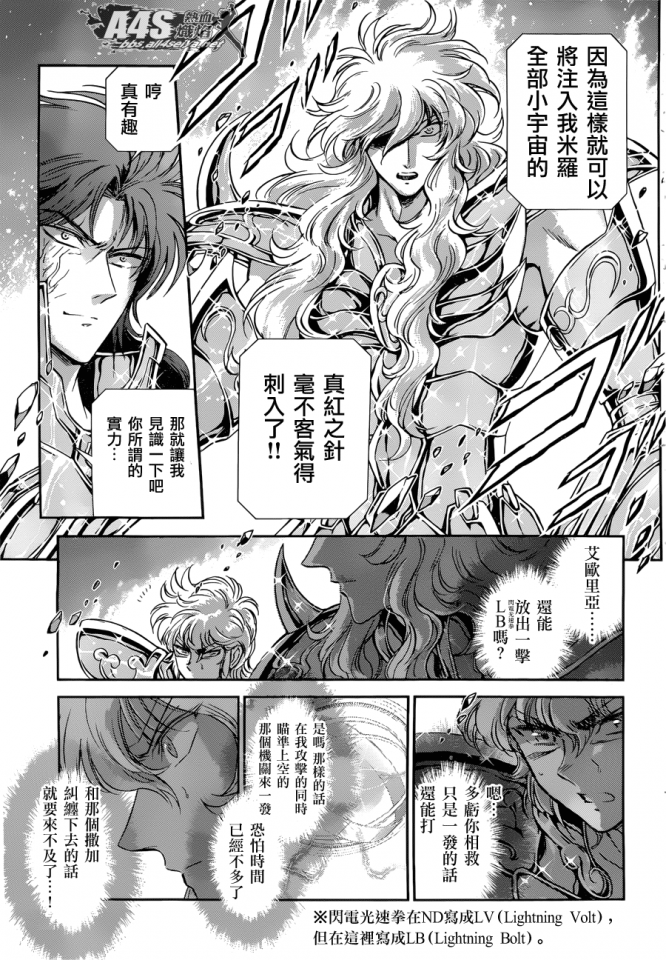 A4S 熱血熾焰
bbs.all4seiya.net
因為這樣就可以
將注入我米羅
全部小宇宙的
真紅之針
毫不客氣得
刺入了!!
哼
真有趣
那就讓我
見識一下吧
你所謂的
實力…
艾歐里亞……
還能
放出一擊
閃電光速拳
LB嗎？
嗯…
多虧你相救
只是一發的話
還能打
是嗎 那樣的話
在我攻擊的同時
瞄準上空的
那個機關來一發
恐怕時間
已經不多了
和那個撒加
糾纏下去的話
就要來不及了…！
※閃電光速拳在ND寫成LV(Lightning Volt)，
但在這裡寫成LB(Lightning Bolt)。